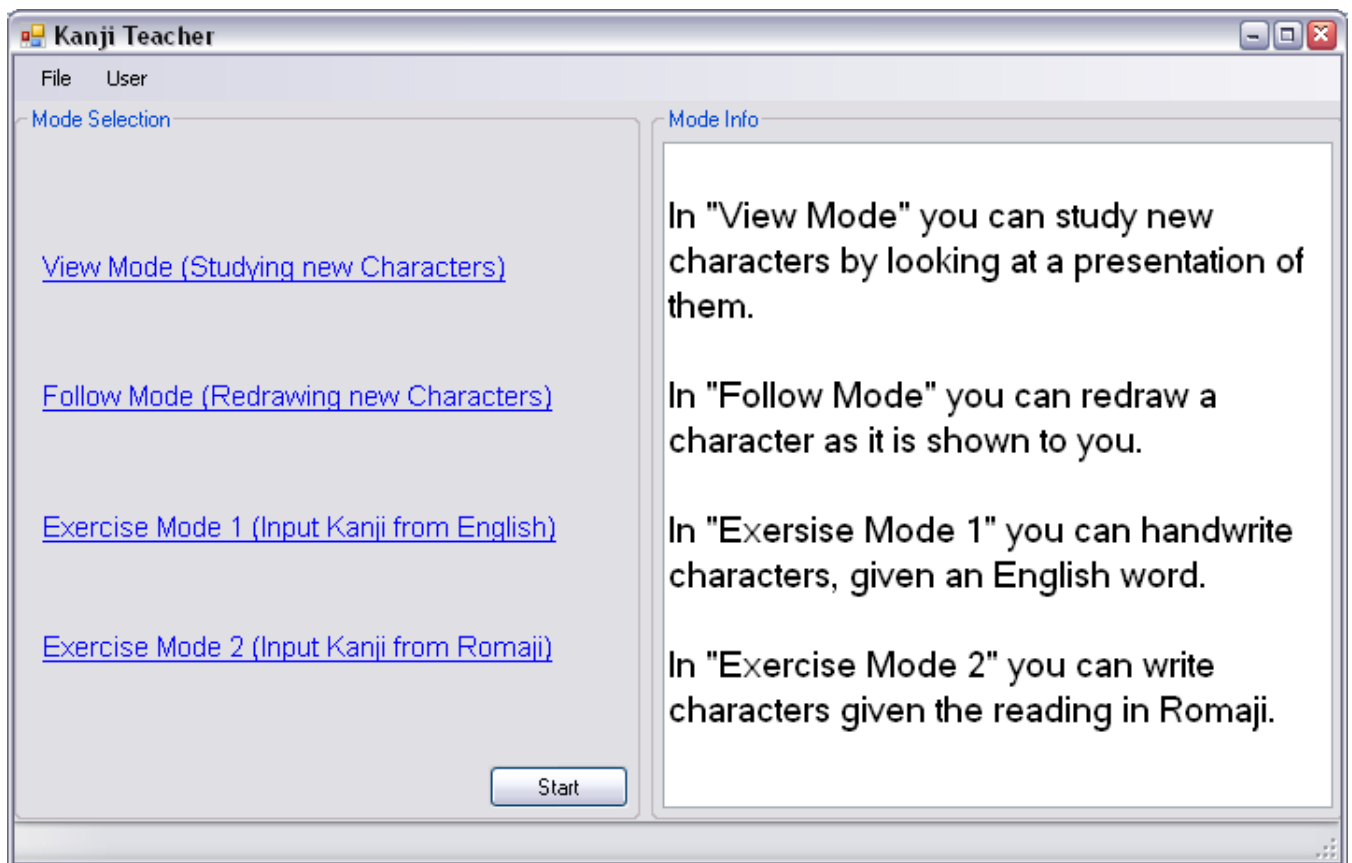 Kanji Teacher
File User
Mode Selection
View Mode (Studying new Characters)
Follow Mode (Redrawing new Characters)
Exercise Mode 1 (Input Kanji from English)
Exercise Mode 2 (Input Kanji from Romaji)
Start
Mode Info
In "View Mode" you can study new
characters by looking at a presentation of
them.
In "Follow Mode" you can redraw a
character as it is shown to you.
In "Exersise Mode 1" you can handwrite
characters, given an English word.
In "Exercise Mode 2" you can write
characters given the reading in Romaji.